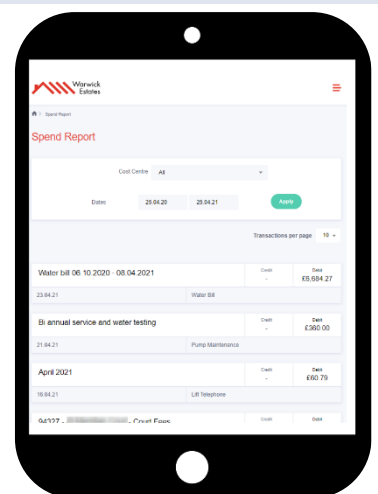 Warwick
Estates
> Spend Report
Spend Report
Cost Centre All
Dates 29.04.20 29.04.21 Apply
Transactions per page 10
Water bill 06.10.2020 - 08.04.2021 Credit - Debit £6,684.27
23.04.21 Water Bill
Bi annual service and water testing Credit - Debit £360.00
21.04.21 Pump Maintenance
April 2021 Credit - Debit £60.79
16.04.21 Lift Telephone
94327 - - Court Fees Credit Debit